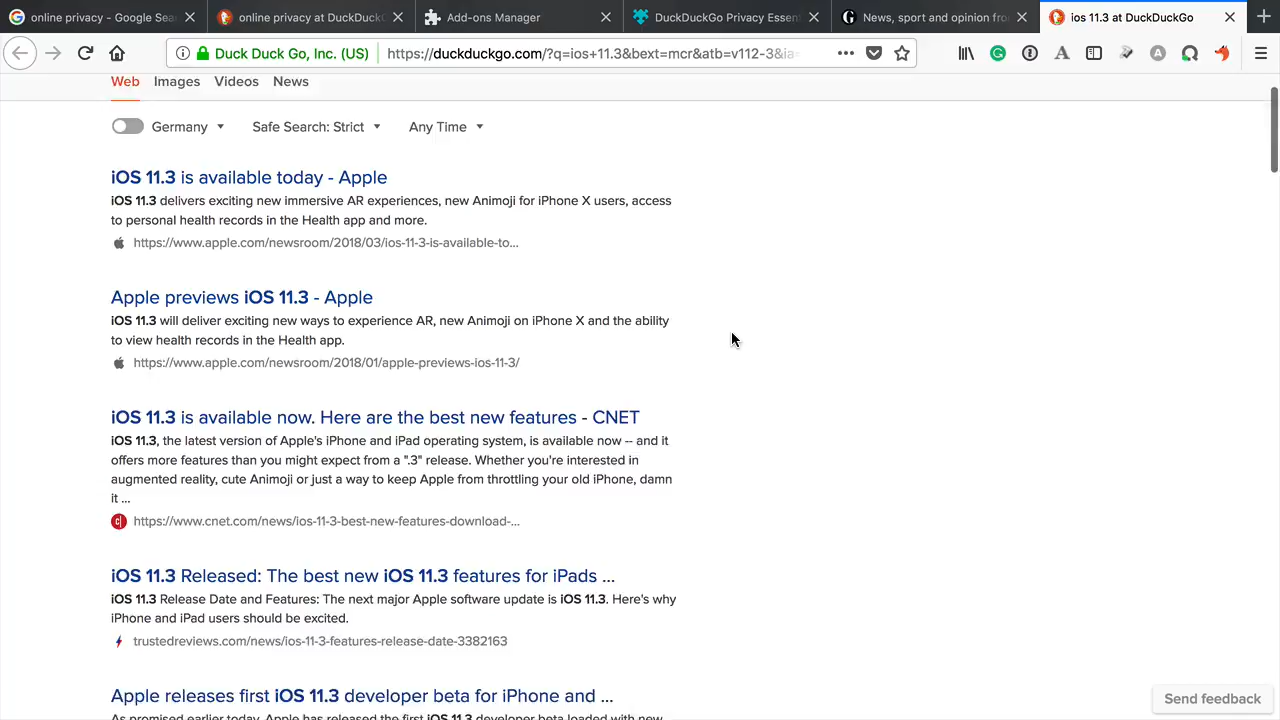 online privacy - Google Sea
online privacy at DuckDuckG
Add-ons Manager
DuckDuckGo Privacy Essen
News, sport and opinion fro
ios 11.3 at DuckDuckGo
Duck Duck Go, Inc. (US)
https://duckduckgo.com/?q=ios+11.3&bext=mcr&atb=v112-3&ia=
Web
Images
Videos
News
Germany
Safe Search: Strict
Any Time
iOS 11.3 is available today - Apple
iOS 11.3 delivers exciting new immersive AR experiences, new Animoji for iPhone X users, access
to personal health records in the Health app and more.
https://www.apple.com/newsroom/2018/03/ios-11-3-is-available-to...
Apple previews iOS 11.3 - Apple
iOS 11.3 will deliver exciting new ways to experience AR, new Animoji on iPhone X and the ability
to view health records in the Health app.
https://www.apple.com/newsroom/2018/01/apple-previews-ios-11-3/
iOS 11.3 is available now. Here are the best new features - CNET
iOS 11.3, the latest version of Apple's iPhone and iPad operating system, is available now -- and it
offers more features than you might expect from a ".3" release. Whether you're interested in
augmented reality, cute Animoji or just a way to keep Apple from throttling your old iPhone, damn
it ...
https://www.cnet.com/news/ios-11-3-best-new-features-download-...
iOS 11.3 Released: The best new iOS 11.3 features for iPads ...
iOS 11.3 Release Date and Features: The next major Apple software update is iOS 11.3. Here's why
iPhone and iPad users should be excited.
trustedreviews.com/news/ios-11-3-features-release-date-3382163
Apple releases first iOS 11.3 developer beta for iPhone and ...
As promised earlier today, Apple has released the first iOS 11.3 developer beta loaded with new
Send feedback